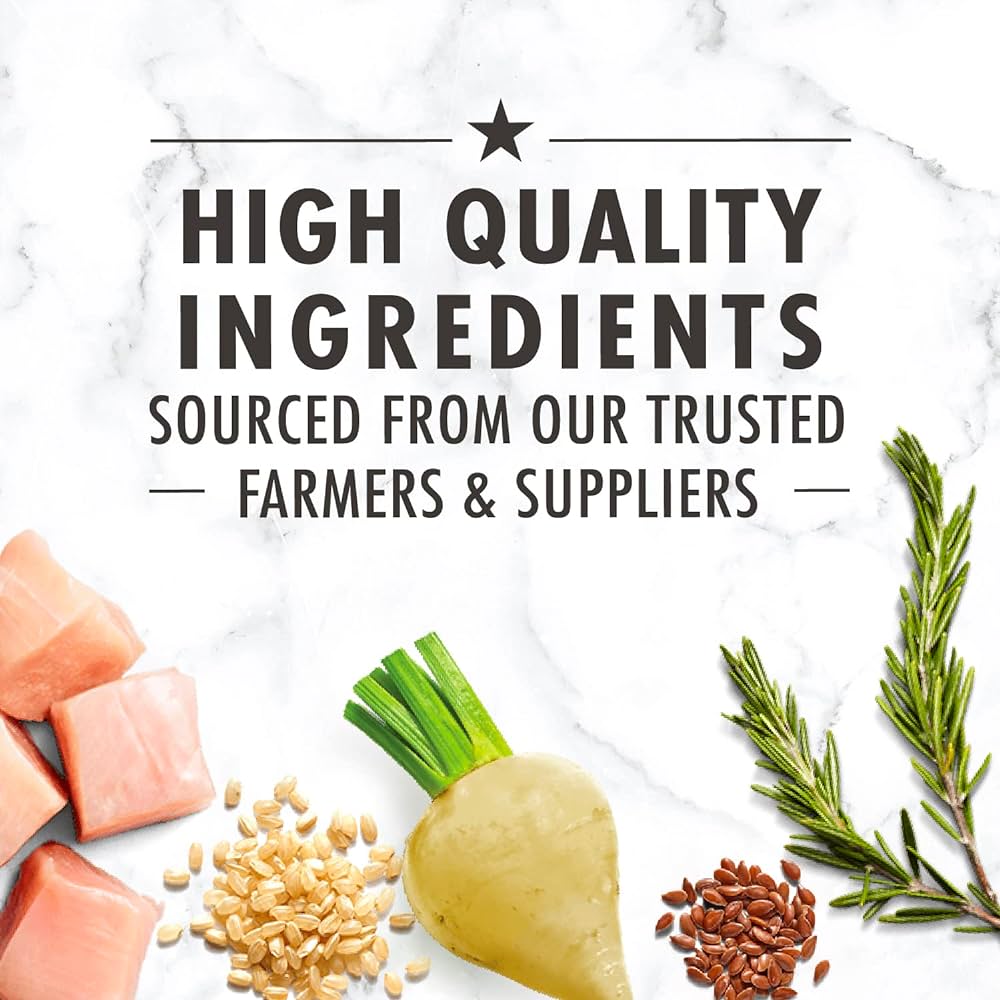 HIGH QUALITY
INGREDIENTS
SOURCED FROM OUR TRUSTED
FARMERS & SUPPLIERS